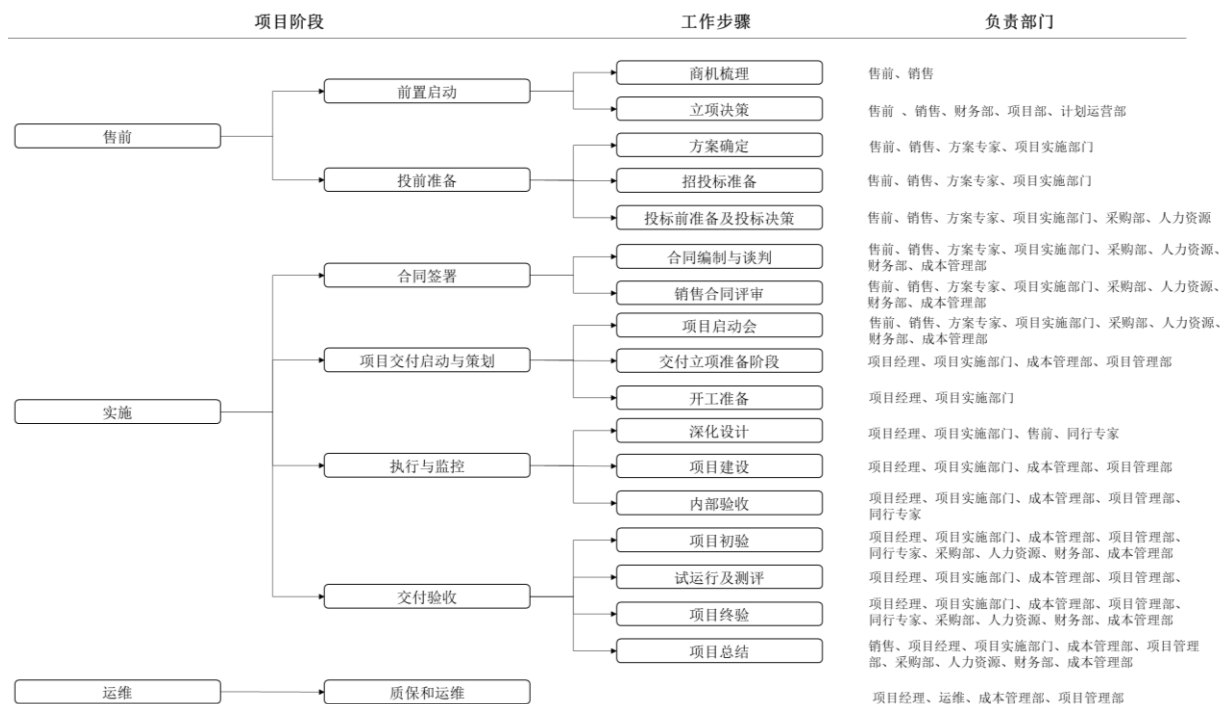 项目阶段 工作步骤 负责部门
商机梳理 售前、销售
前置启动
立项决策 售前 、销售、财务部、项目部、计划运营部
售前
方案确定 售前、销售、方案专家、项目实施部门
投前准备 招投标准备 售前、销售、方案专家、项目实施部门
投标前准备及投标决策 售前、销售、方案专家、项目实施部门、采购部、人力资源
合同编制与谈判 售前、销售、方案专家、项目实施部门、采购部、人力资源、
财务部、成本管理部
合同签署
销售合同评审 售前、销售、方案专家、项目实施部门、采购部、人力资源、
财务部、成本管理部
项目启动会 售前、销售、方案专家、项目实施部门、采购部、人力资源、
财务部、成本管理部
项目交付启动与策划 交付立项准备阶段 项目经理、项目实施部门、成本管理部、项目管理部
开工准备 项目经理、项目实施部门
实施
深化设计 项目经理、项目实施部门、售前、同行专家
执行与监控 项目建设 项目经理、项目实施部门、成本管理部、项目管理部
内部验收 项目经理、项目实施部门、成本管理部、项目管理部、
同行专家
项目初验 项目经理、项目实施部门、成本管理部、项目管理部、
同行专家、采购部、人力资源、财务部、成本管理部
试运行及测评 项目经理、项目实施部门、成本管理部、项目管理部、
交付验收
项目终验 项目经理、项目实施部门、成本管理部、项目管理部、
同行专家、采购部、人力资源、财务部、成本管理部
项目总结 销售、项目经理、项目实施部门、成本管理部、项目管理
部、采购部、人力资源、财务部、成本管理部
运维 质保和运维 项目经理、运维、成本管理部、项目管理部